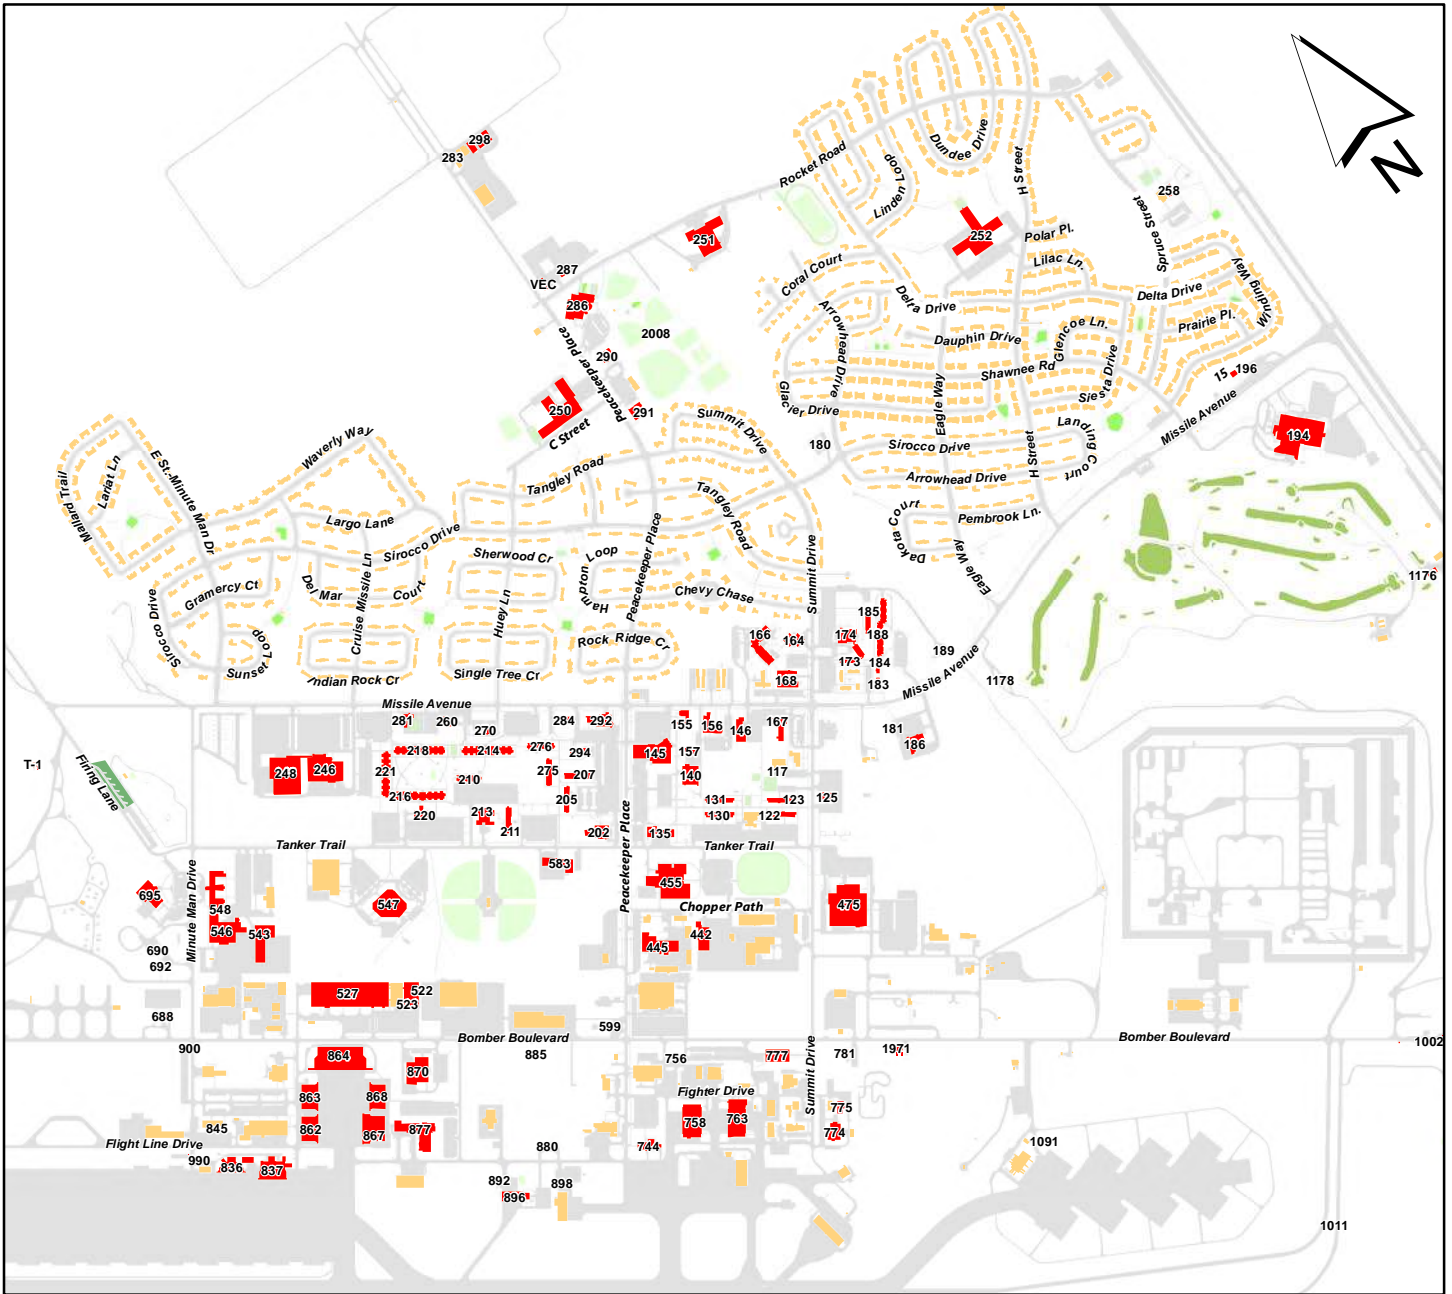 N
298
283
Rocket Road
Dundee Drive
Linden Loop
H Street
258
Spruce Street
252
Polar Pl.
Lilac Ln.
251
287
VEC
286
Coral Court
Delta Drive
Delta Drive
Winding Way
Prairie Pl.
Arrowhead Drive
Dauphin Drive
Glencoe Ln.
2008
Peacekeeper Place
290
Shawnee Rd
Siesta Drive
15
196
Missile Avenue
250
291
Peacekeeper Place
C Street
Glacier Drive
Eagle Way
Summit Drive
Landing Court
194
180
Sirocco Drive
H Street
Arrowhead Drive
Waverly Way
E St.-Minute Man Dr
Lariat Ln
Mallard Trail
Tangley Road
Tangley Road
Dakota Court
Pembrook Ln.
Largo Lane
Sirocco Drive
Sherwood Cr
Hampton Loop
Peacekeeper Place
Summit Drive
Eagle Way
1176
Gramercy Ct
Del Mar Court
Cruise Missile Ln
Huey Ln
Chevy Chase
Sirocco Drive
Sunset Loop
Rock Ridge Cr
Indian Rock Cr
Single Tree Cr
166
164
174
185
188
173
184
183
168
189
Missile Avenue
1178
Missile Avenue
281
260
270
284
292
155
156
146
167
181
186
T-1
Firing Lane
248
246
218
214
276
294
145
157
221
210
275
207
140
117
216
205
131
123
125
220
213
211
130
122
202
135
Tanker Trail
Tanker Trail
583
Peacekeeper Place
455
695
Minute Man Drive
548
547
Chopper Path
475
546
543
445
442
690
692
527
522
523
688
599
Bomber Boulevard
Bomber Boulevard
900
864
885
756
777
781
1971
1002
870
Summit Drive
863
868
Fighter Drive
758
763
775
845
862
867
877
774
Flight Line Drive
990
836
837
880
744
1091
892
896
898
1011